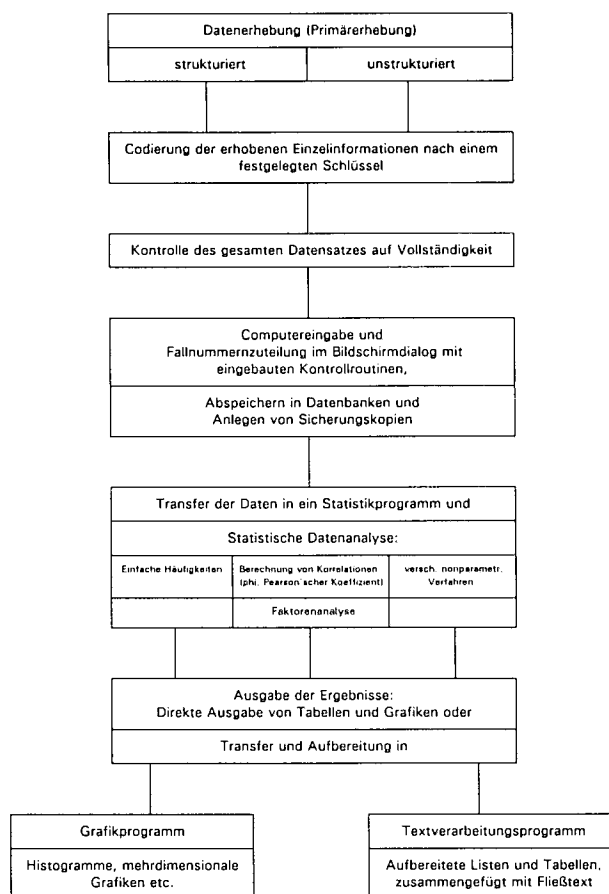 Datenerhebung (Primärerhebung)
strukturiert
unstrukturiert
Codierung der erhobenen Einzelinformationen nach einem
festgelegten Schlüssel
Kontrolle des gesamten Datensatzes auf Vollständigkeit
Computereingabe und
Fallnummernzuteilung im Bildschirmdialog mit
eingebauten Kontrollroutinen,
Abspeichern in Datenbanken und
Anlegen von Sicherungskopien
Transfer der Daten in ein Statistikprogramm und
Statistische Datenanalyse:
Einfache Häufigkeiten
Berechnung von Korrelationen
(phi, Pearson'scher Koeffizient)
versch. nonparametr.
Verfahren
Faktorenanalyse
Ausgabe der Ergebnisse:
Direkte Ausgabe von Tabellen und Grafiken oder
Transfer und Aufbereitung in
Grafikprogramm
Histogramme, mehrdimensionale
Grafiken etc.
Textverarbeitungsprogramm
Aufbereitete Listen und Tabellen,
zusammengefügt mit Fließtext